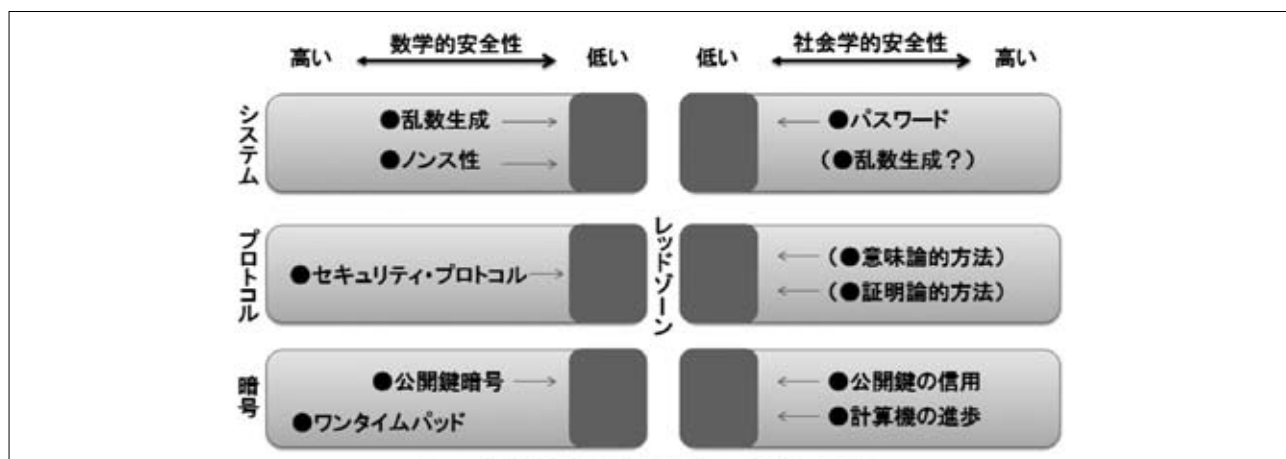 高い 数学的安全性 低い 低い 社会学的安全性 高い
システム
●乱数生成
●ノンス性
●パスワード
(●乱数生成?)
プロトコル
●セキュリティ・プロトコル
レッドゾーン
(●意味論的方法)
(●証明論的方法)
暗号
●公開鍵暗号
●ワンタイムパッド
●公開鍵の信用
●計算機の進歩